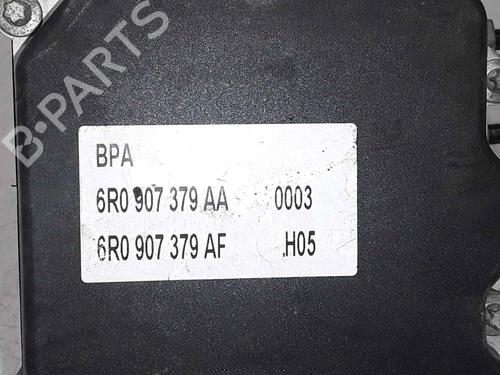 B-PARTS
BPA
6R0 907 379 AA 0003
6R0 907 379 AF .H05